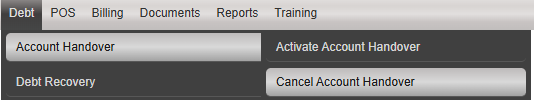 Debt POS Billing Documents Reports Training
Account Handover Activate Account Handover
Debt Recovery Cancel Account Handover